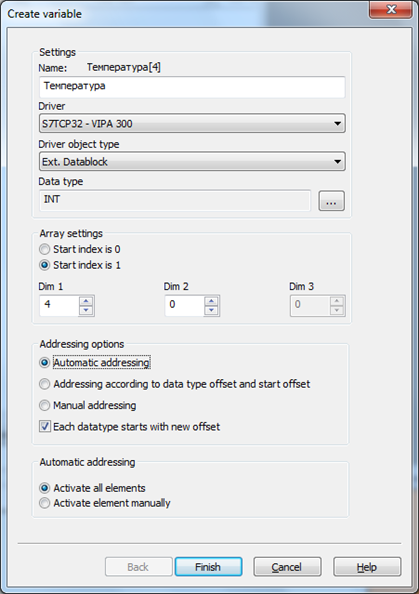 Create variable
Settings
Name: Температура[4]
Температура
Driver
S7TCP32 - VIPA 300
Driver object type
Ext. Datablock
Data type
INT ...
Array settings
Start index is 0
Start index is 1
Dim 1 Dim 2 Dim 3
4 0 0
Addressing options
Automatic addressing
Addressing according to data type offset and start offset
Manual addressing
Each datatype starts with new offset
Automatic addressing
Activate all elements
Activate element manually
Back Finish Cancel Help